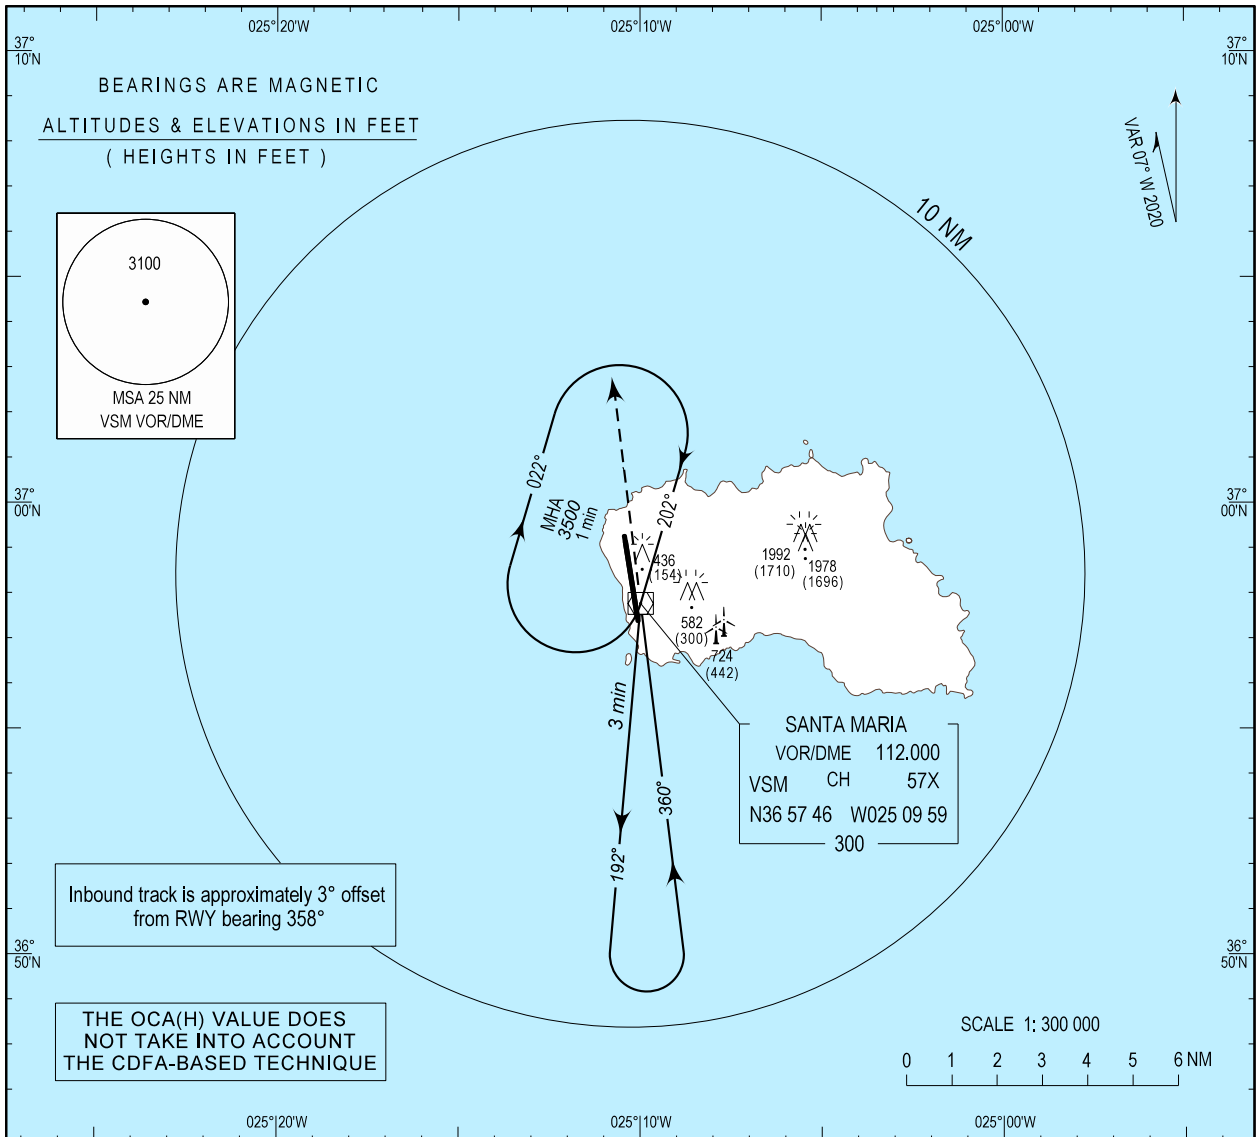 025°20'W
025°10'W
025°00'W
37°
10'N
37°
10'N
BEARINGS ARE MAGNETIC
ALTITUDES & ELEVATIONS IN FEET
( HEIGHTS IN FEET )
VAR 07° W 2020
10 NM
3100
MSA 25 NM
VSM VOR/DME
022°
MHA
3500
1 min
202°
37°
00'N
37°
00'N
436
(154)
1992
(1710)
1978
(1696)
582
(300)
724
(442)
3 min
360°
192°
SANTA MARIA
VOR/DME 112.000
VSM CH 57X
N36 57 46 W025 09 59
300
Inbound track is approximately 3° offset
from RWY bearing 358°
36°
50'N
36°
50'N
THE OCA(H) VALUE DOES
NOT TAKE INTO ACCOUNT
THE CDFA-BASED TECHNIQUE
SCALE 1: 300 000
0 1 2 3 4 5 6 NM
025°20'W
025°10'W
025°00'W